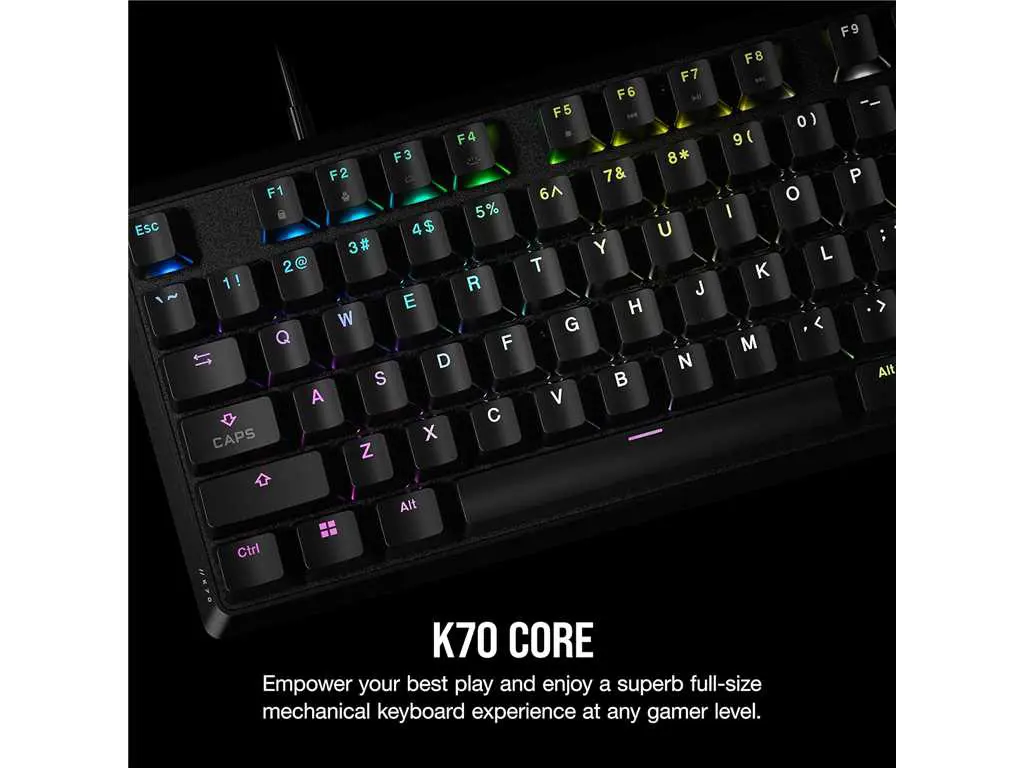 F1 F2 F3 F4 F5 F6 F7 F8 F9
Esc
`~ 1! 2@ 3# 4$ 5% 6^ 7& 8* 9( 0) -_
Q W E R T Y U I O P
CAPS A S D F G H J K L ;:
Z X C V B N M ,< .>
Ctrl Alt Alt
//K70
K70 CORE
Empower your best play and enjoy a superb full-size
mechanical keyboard experience at any gamer level.